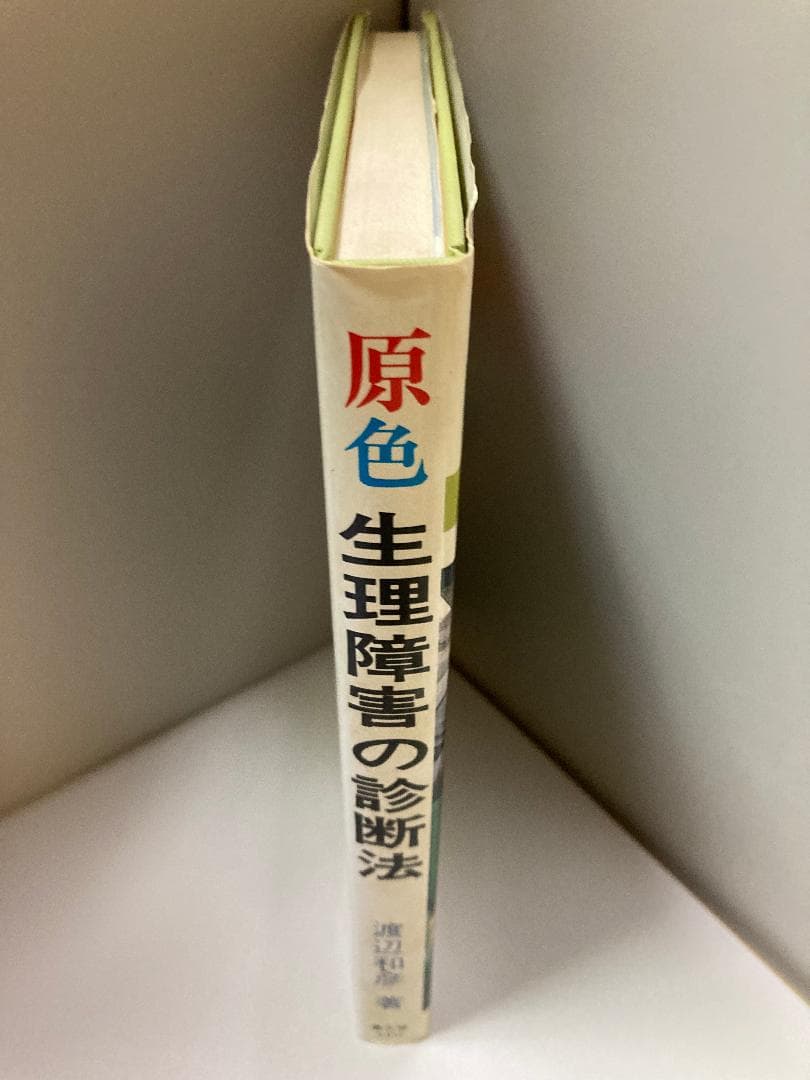 原色
生理障害の診断法
渡辺和彦 著